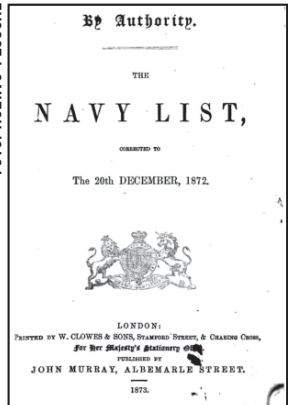 By Authority.
THE
NAVY LIST,
CORRECTED TO
The 20th DECEMBER, 1872.
LONDON:
PRINTED BY W. CLOWES & SONS, STAMFORD STREET, & CHARING CROSS,
For Her Majesty's Stationery
PUBLISHED BY
JOHN MURRAY, ALBEMARLE STREET.
1873.